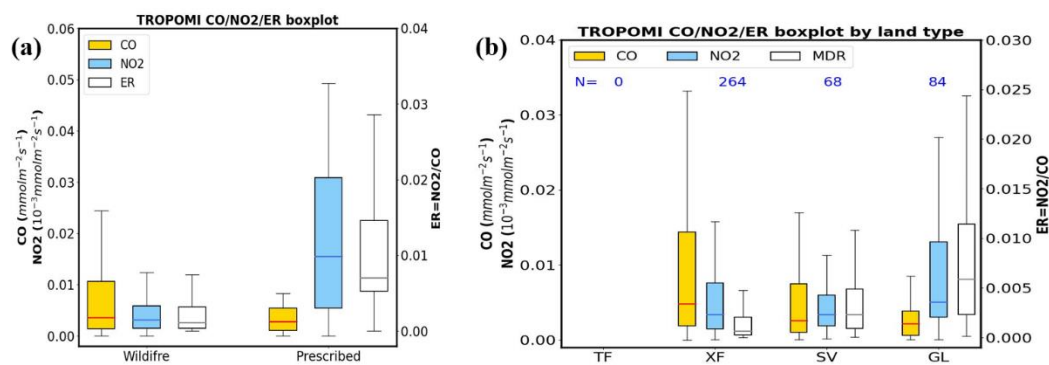 (a)
TROPOMI CO/NO2/ER boxplot
CO
NO2
ER
0.06
0.05
0.04
0.03
0.02
0.01
0.00
CO (mmolm⁻²s⁻¹)
NO2 (10⁻³mmolm⁻²s⁻¹)
0.04
0.03
0.02
0.01
0.00
ER=NO2/CO
Wildifre Prescribed
(b)
TROPOMI CO/NO2/ER boxplot by land type
CO NO2 MDR
N= 0 264 68 84
0.04
0.03
0.02
0.01
0.00
CO (mmolm⁻²s⁻¹)
NO2 (10⁻³mmolm⁻²s⁻¹)
0.030
0.025
0.020
0.015
0.010
0.005
0.000
ER=NO2/CO
TF XF SV GL